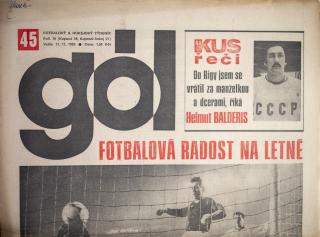 45
FOTBALOVÝ A HOKEJOVÝ TÝDENÍK
gól
KUS
řeči
Do Rigy jsem se
vrátil za manželkou
a dcerami, říká
Helmut BALDERIS
CCCP
FOTBALOVÁ RADOST NA LETNÉ